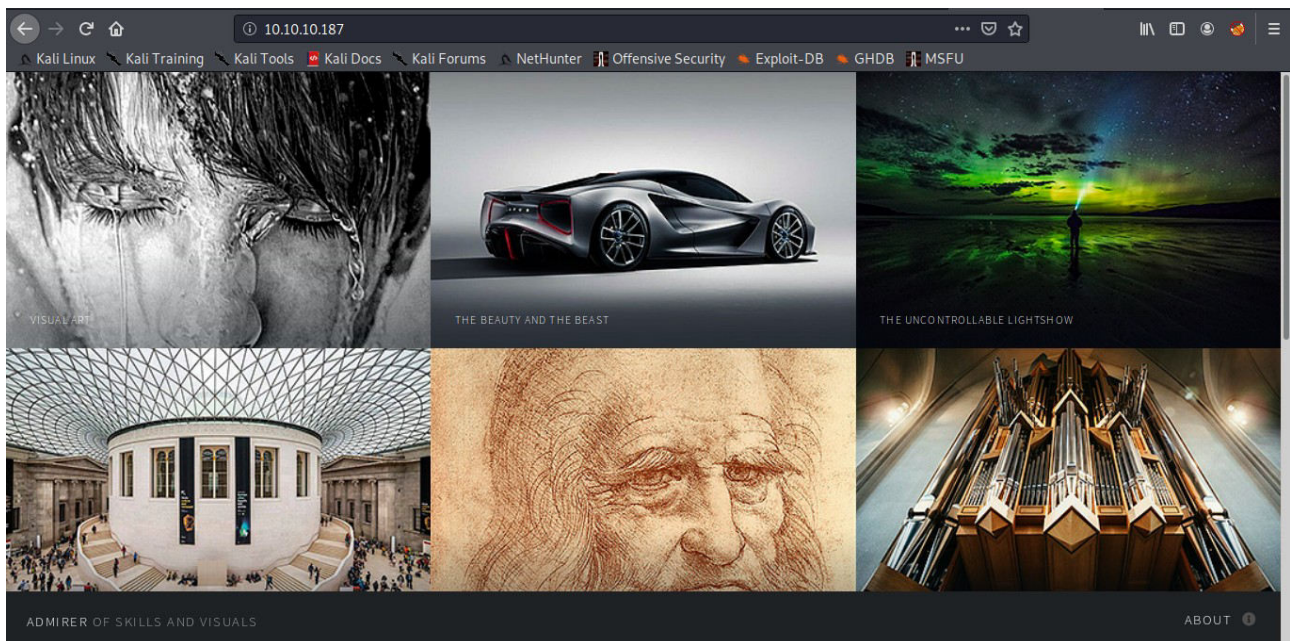 10.10.10.187
Kali Linux Kali Training Kali Tools Kali Docs Kali Forums NetHunter Offensive Security Exploit-DB GHDB MSFU
VISUAL ART THE BEAUTY AND THE BEAST THE UNCONTROLLABLE LIGHTSHOW
ADMIRER OF SKILLS AND VISUALS ABOUT